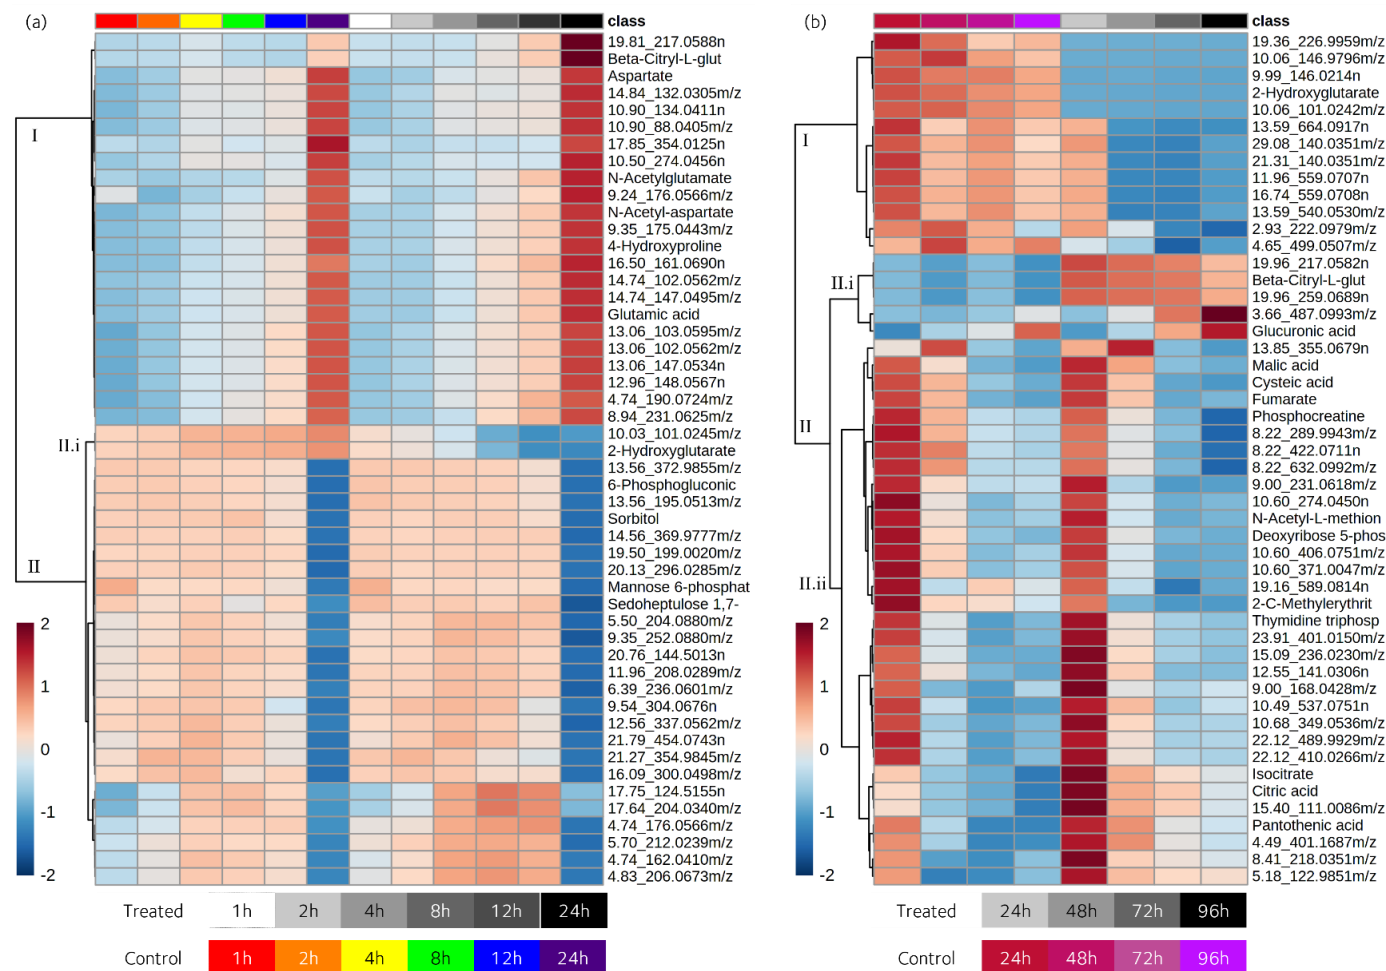 (a)
class
19.81_217.0588n
Beta-Citryl-L-glut
Aspartate
14.84_132.0305m/z
10.90_134.0411n
10.90_88.0405m/z
17.85_354.0125n
10.50_274.0456n
N-Acetylglutamate
9.24_176.0566m/z
N-Acetyl-aspartate
9.35_175.0443m/z
4-Hydroxyproline
16.50_161.0690n
14.74_102.0562m/z
14.74_147.0495m/z
Glutamic acid
13.06_103.0595m/z
13.06_102.0562m/z
13.06_147.0534n
12.96_148.0567n
4.74_190.0724m/z
8.94_231.0625m/z
10.03_101.0245m/z
2-Hydroxyglutarate
13.56_372.9855m/z
6-Phosphogluconic
13.56_195.0513m/z
Sorbitol
14.56_369.9777m/z
19.50_199.0020m/z
20.13_296.0285m/z
Mannose 6-phosphat
Sedoheptulose 1,7-
5.50_204.0880m/z
9.35_252.0880m/z
20.76_144.5013n
11.96_208.0289m/z
6.39_236.0601m/z
9.54_304.0676n
12.56_337.0562m/z
21.79_454.0743n
21.27_354.9845m/z
16.09_300.0498m/z
17.75_124.5155n
17.64_204.0340m/z
4.74_176.0566m/z
5.70_212.0239m/z
4.74_162.0410m/z
4.83_206.0673m/z
I
II.i
II
2
1
0
-1
-2
Treated 1h 2h 4h 8h 12h 24h
Control 1h 2h 4h 8h 12h 24h
(b)
class
19.36_226.9959m/z
10.06_146.9796m/z
9.99_146.0214n
2-Hydroxyglutarate
10.06_101.0242m/z
13.59_664.0917n
29.08_140.0351m/z
21.31_140.0351m/z
11.96_559.0707n
16.74_559.0708n
13.59_540.0530m/z
2.93_222.0979m/z
4.65_499.0507m/z
19.96_217.0582n
Beta-Citryl-L-glut
19.96_259.0689n
3.66_487.0993m/z
Glucuronic acid
13.85_355.0679n
Malic acid
Cysteic acid
Fumarate
Phosphocreatine
8.22_289.9943m/z
8.22_422.0711n
8.22_632.0992m/z
9.00_231.0618m/z
10.60_274.0450n
N-Acetyl-L-methion
Deoxyribose 5-phos
10.60_406.0751m/z
10.60_371.0047m/z
19.16_589.0814n
2-C-Methylerythrit
Thymidine triphosp
23.91_401.0150m/z
15.09_236.0230m/z
12.55_141.0306n
9.00_168.0428m/z
10.49_537.0751n
10.68_349.0536m/z
22.12_489.9929m/z
22.12_410.0266m/z
Isocitrate
Citric acid
15.40_111.0086m/z
Pantothenic acid
4.49_401.1687m/z
8.41_218.0351m/z
5.18_122.9851m/z
I
II.i
II
II.ii
2
1
0
-1
-2
Treated 24h 48h 72h 96h
Control 24h 48h 72h 96h